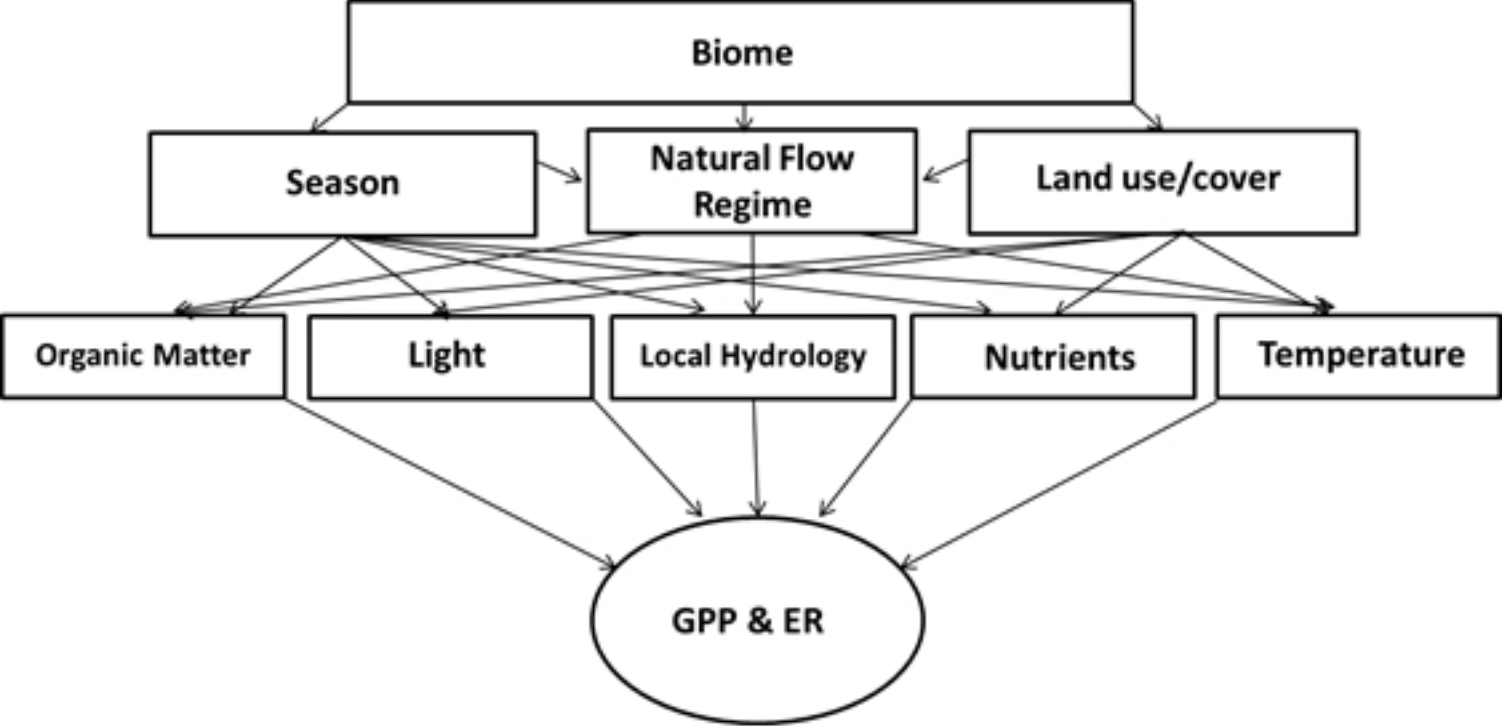 Biome
Season
Natural Flow
Regime
Land use/cover
Organic Matter
Light
Local Hydrology
Nutrients
Temperature
GPP & ER